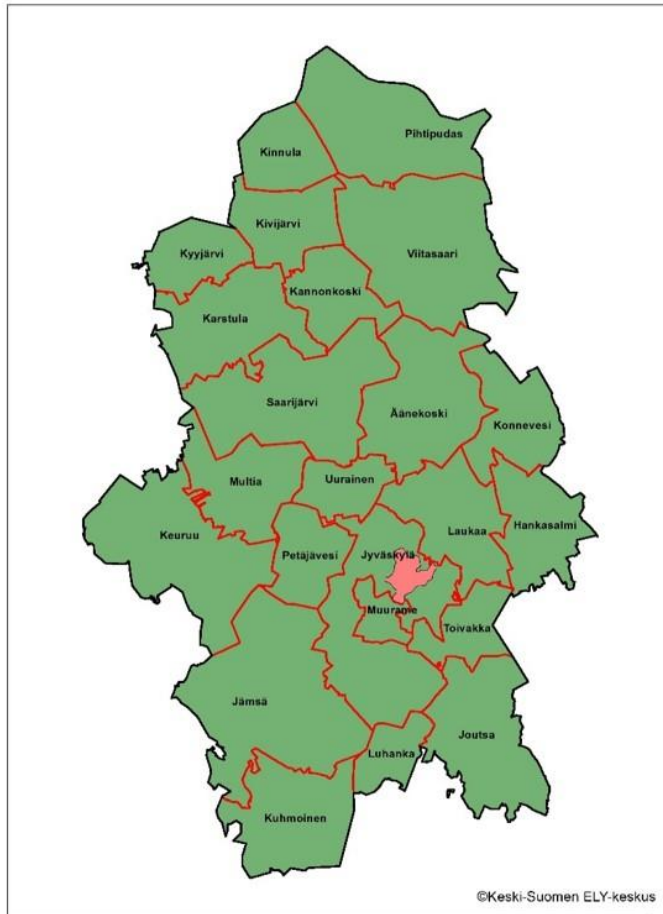 Pihtipudas
Kinnula
Kivijärvi
Kyyjärvi
Viitasaari
Kannonkoski
Karstula
Saarijärvi
Äänekoski
Konnevesi
Multia
Uurainen
Keuruu
Laukaa
Hankasalmi
Petäjävesi
Jyväskylä
Muurame
Toivakka
Jämsä
Joutsa
Luhanka
Kuhmoinen
©Keski-Suomen ELY-keskus